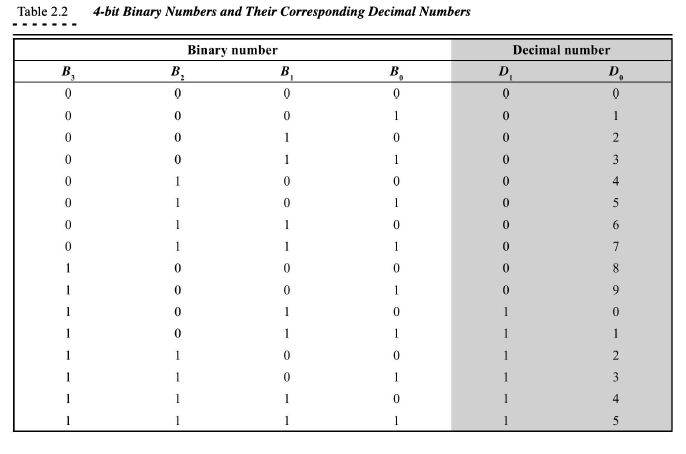 Table 2.2 4-bit Binary Numbers and Their Corresponding Decimal Numbers
Binary number Decimal number
B₃ B₂ B₁ B₀ D₁ D₀
0 0 0 0 0 0
0 0 0 1 0 1
0 0 1 0 0 2
0 0 1 1 0 3
0 1 0 0 0 4
0 1 0 1 0 5
0 1 1 0 0 6
0 1 1 1 0 7
1 0 0 0 0 8
1 0 0 1 0 9
1 0 1 0 1 0
1 0 1 1 1 1
1 1 0 0 1 2
1 1 0 1 1 3
1 1 1 0 1 4
1 1 1 1 1 5